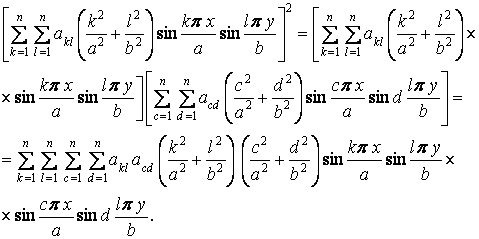 [∑_{k=1}^{n} ∑_{l=1}^{n} a_{kl} (k²/a² + l²/b²) sin kπx/a sin lπy/b]² = [∑_{k=1}^{n} ∑_{l=1}^{n} a_{kl} (k²/a² + l²/b²) ×
× sin kπx/a sin lπy/b] [∑_{c=1}^{n} ∑_{d=1}^{n} a_{cd} (c²/a² + d²/b²) sin cπx/a sin d lπy/b] =
= ∑_{k=1}^{n} ∑_{l=1}^{n} ∑_{c=1}^{n} ∑_{d=1}^{n} a_{kl} a_{cd} (k²/a² + l²/b²) (c²/a² + d²/b²) sin kπx/a sin lπy/b ×
× sin cπx/a sin d lπy/b.